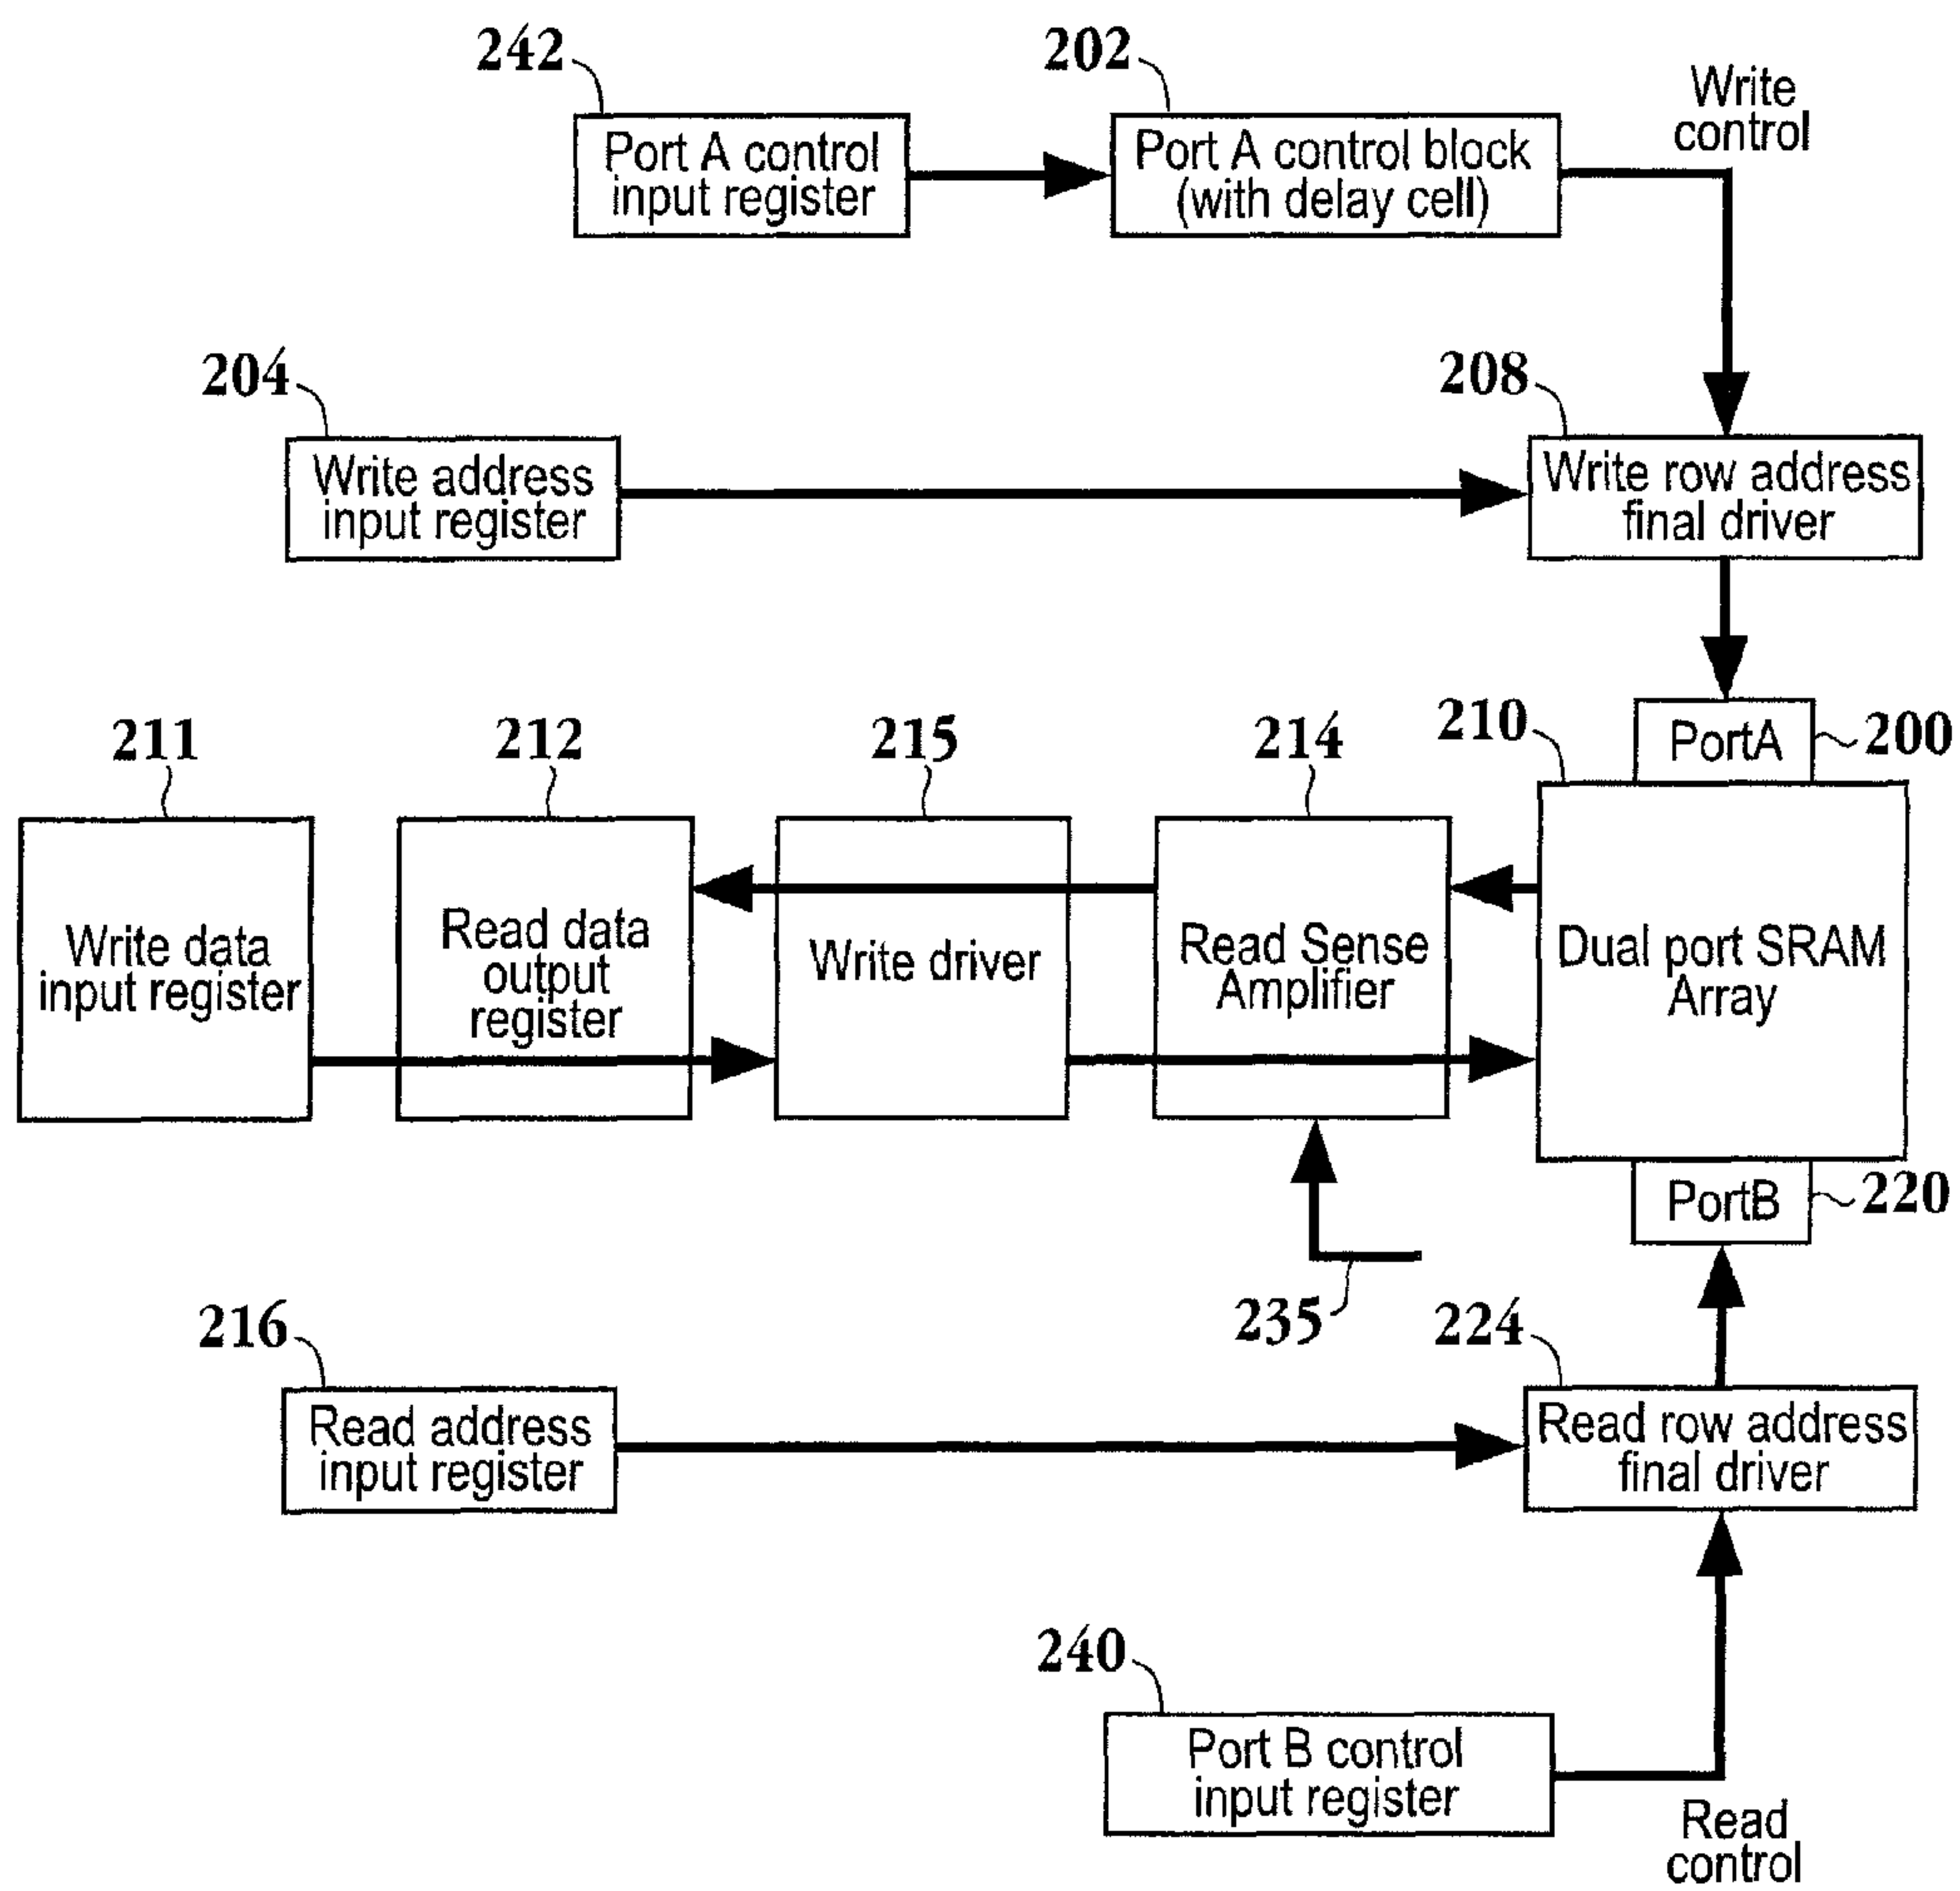 242
202
Write
control
Port A control
input register
Port A control block
(with delay cell)
204
208
Write address
input register
Write row address
final driver
211
212
215
214
210
PortA
200
Write data
input register
Read data
output
register
Write driver
Read Sense
Amplifier
Dual port SRAM
Array
PortB
220
235
216
224
Read address
input register
Read row address
final driver
240
Port B control
input register
Read
control